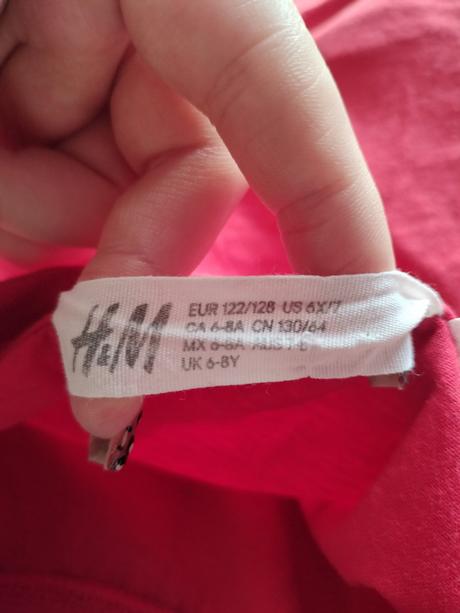 H&M
EUR 122/128 US 6X/7
CA 6-8A CN 130/64
MX 6-8A
UK 6-8Y